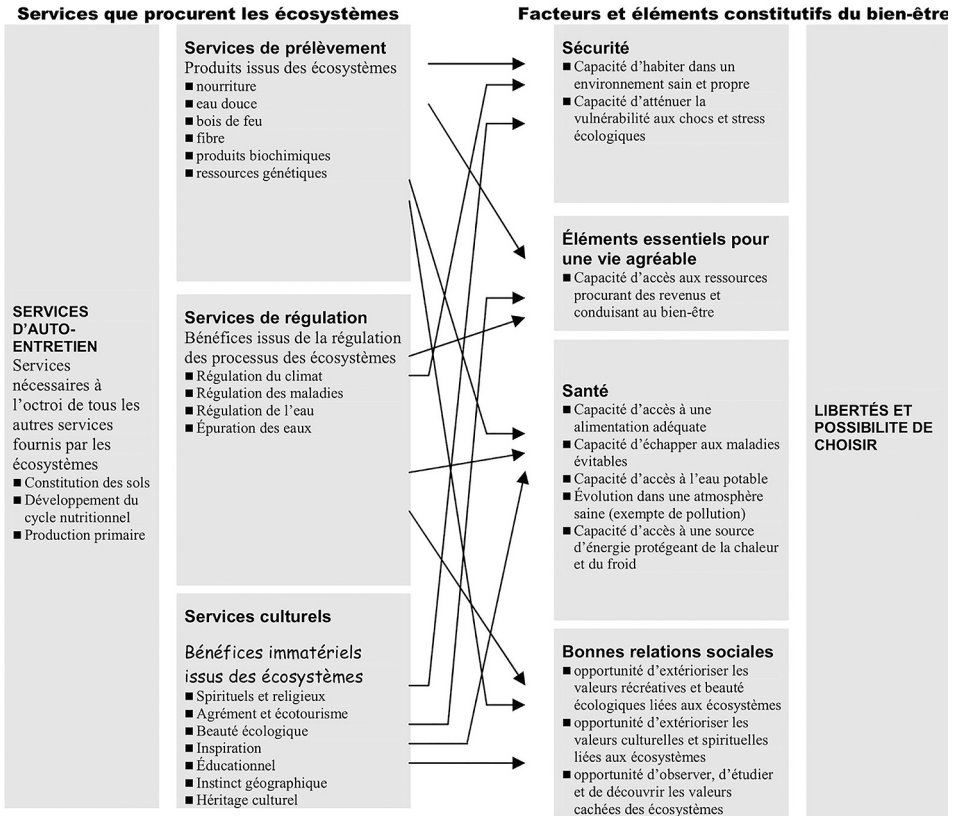 Services que procurent les écosystèmes
Facteurs et éléments constitutifs du bien-être
SERVICES
D'AUTO-
ENTRETIEN
Services
nécessaires à
l'octroi de tous les
autres services
fournis par les
écosystèmes
■ Constitution des sols
■ Développement du
cycle nutritionnel
■ Production primaire
Services de prélèvement
Produits issus des écosystèmes
■ nourriture
■ eau douce
■ bois de feu
■ fibre
■ produits biochimiques
■ ressources génétiques
Services de régulation
Bénéfices issus de la régulation
des processus des écosystèmes
■ Régulation du climat
■ Régulation des maladies
■ Régulation de l'eau
■ Épuration des eaux
Services culturels
Bénéfices immatériels
issus des écosystèmes
■ Spirituels et religieux
■ Agrément et écotourisme
■ Beauté écologique
■ Inspiration
■ Éducationnel
■ Instinct géographique
■ Héritage culturel
Sécurité
■ Capacité d'habiter dans un
environnement sain et propre
■ Capacité d'atténuer la
vulnérabilité aux chocs et stress
écologiques
Éléments essentiels pour
une vie agréable
■ Capacité d'accès aux ressources
procurant des revenus et
conduisant au bien-être
Santé
■ Capacité d'accès à une
alimentation adéquate
■ Capacité d'échapper aux maladies
évitables
■ Capacité d'accès à l'eau potable
■ Évolution dans une atmosphère
saine (exempte de pollution)
■ Capacité d'accès à une source
d'énergie protégeant de la chaleur
et du froid
Bonnes relations sociales
■ opportunité d'extérioriser les
valeurs récréatives et beauté
écologiques liées aux écosystèmes
■ opportunité d'extérioriser les
valeurs culturelles et spirituelles
liées aux écosystèmes
■ opportunité d'observer, d'étudier
et de découvrir les valeurs
cachées des écosystèmes
LIBERTÉS ET
POSSIBILITE DE
CHOISIR